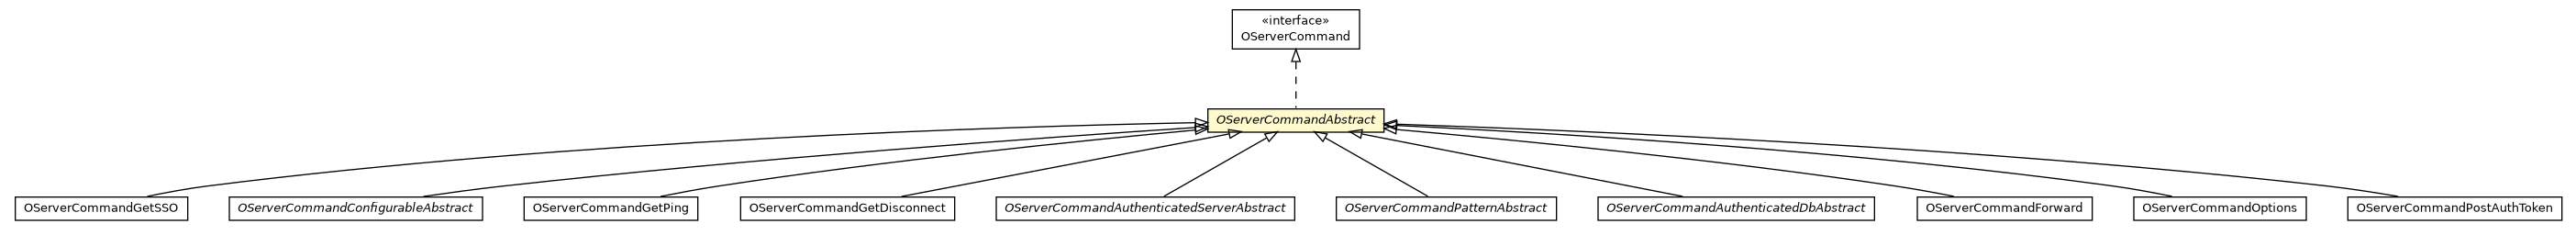 «interface»
OServerCommand
OServerCommandAbstract
OServerCommandGetSSO
OServerCommandConfigurableAbstract
OServerCommandGetPing
OServerCommandGetDisconnect
OServerCommandAuthenticatedServerAbstract
OServerCommandPatternAbstract
OServerCommandAuthenticatedDbAbstract
OServerCommandForward
OServerCommandOptions
OServerCommandPostAuthToken